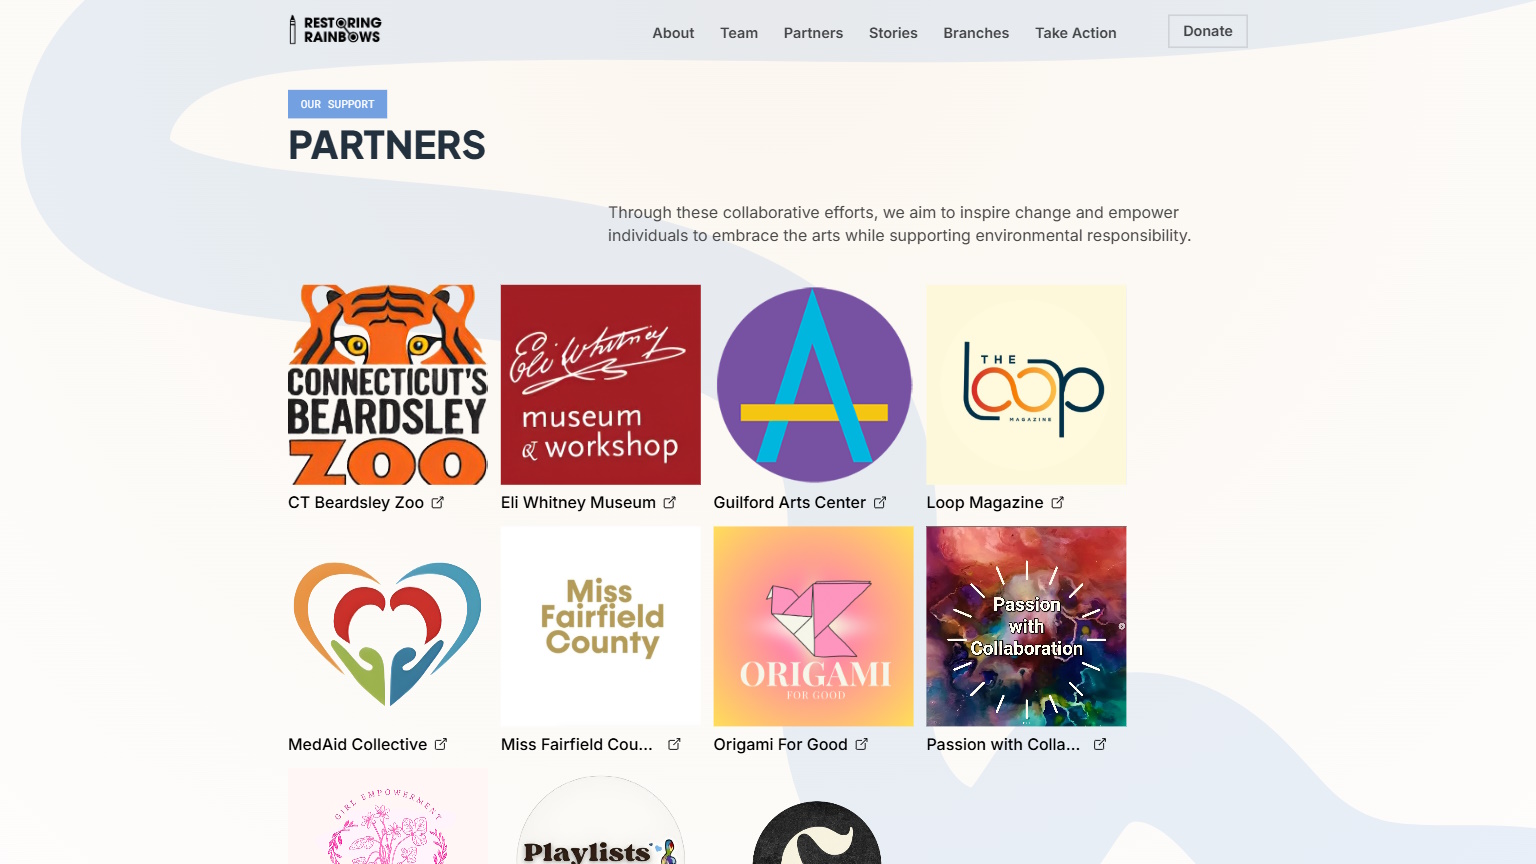 RESTORING
RAINBOWS
About
Team
Partners
Stories
Branches
Take Action
Donate
OUR SUPPORT
PARTNERS
Through these collaborative efforts, we aim to inspire change and empower
individuals to embrace the arts while supporting environmental responsibility.
CONNECTICUT'S
BEARDSLEY
ZOO
Eli Whitney
museum
& workshop
THE
loop
MAGAZINE
CT Beardsley Zoo
Eli Whitney Museum
Guilford Arts Center
Loop Magazine
Miss
Fairfield
County
ORIGAMI
FOR GOOD
Passion
with
Collaboration
MedAid Collective
Miss Fairfield Cou...
Origami For Good
Passion with Colla...
GIRL EMPOWERMENT
Playlists